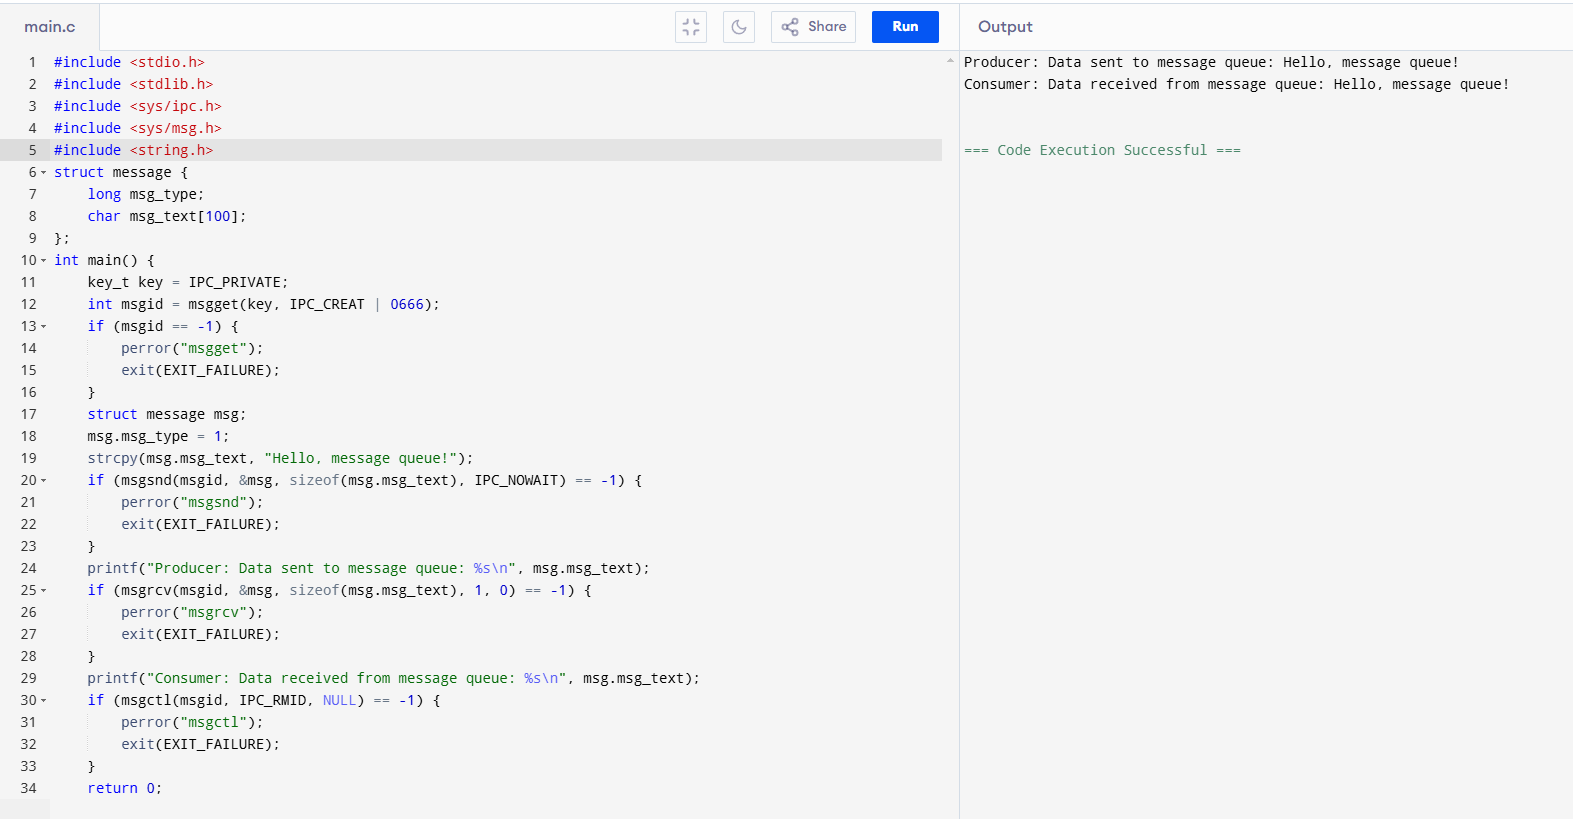 main.c
Share
Run
Output
1 #include <stdio.h>
2 #include <stdlib.h>
3 #include <sys/ipc.h>
4 #include <sys/msg.h>
5 #include <string.h>
6 struct message {
7     long msg_type;
8     char msg_text[100];
9 };
10 int main() {
11     key_t key = IPC_PRIVATE;
12     int msgid = msgget(key, IPC_CREAT | 0666);
13     if (msgid == -1) {
14         perror("msgget");
15         exit(EXIT_FAILURE);
16     }
17     struct message msg;
18     msg.msg_type = 1;
19     strcpy(msg.msg_text, "Hello, message queue!");
20     if (msgsnd(msgid, &msg, sizeof(msg.msg_text), IPC_NOWAIT) == -1) {
21         perror("msgsnd");
22         exit(EXIT_FAILURE);
23     }
24     printf("Producer: Data sent to message queue: %s\n", msg.msg_text);
25     if (msgrcv(msgid, &msg, sizeof(msg.msg_text), 1, 0) == -1) {
26         perror("msgrcv");
27         exit(EXIT_FAILURE);
28     }
29     printf("Consumer: Data received from message queue: %s\n", msg.msg_text);
30     if (msgctl(msgid, IPC_RMID, NULL) == -1) {
31         perror("msgctl");
32         exit(EXIT_FAILURE);
33     }
34     return 0;
Producer: Data sent to message queue: Hello, message queue!
Consumer: Data received from message queue: Hello, message queue!
=== Code Execution Successful ===